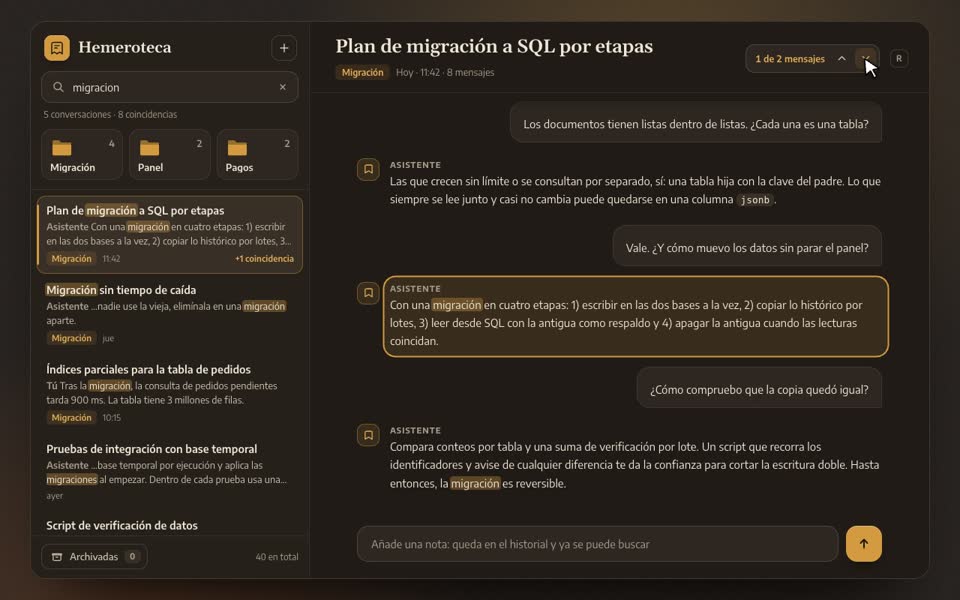 Hemeroteca
migracion
5 conversaciones · 8 coincidencias
4
Migración
2
Panel
2
Pagos
Plan de migración a SQL por etapas
Asistente Con una migración en cuatro etapas: 1) escribir
en las dos bases a la vez, 2) copiar lo histórico por lotes, 3...
Migración 11:42 +1 coincidencia
Migración sin tiempo de caída
Asistente ...nadie use la vieja, elimínala en una migración
aparte.
Migración jue
Índices parciales para la tabla de pedidos
Tú Tras la migración, la consulta de pedidos pendientes
tarda 900 ms. La tabla tiene 3 millones de filas.
Migración 10:15
Pruebas de integración con base temporal
Asistente ...base temporal por ejecución y aplica las
migraciones al empezar. Dentro de cada prueba usa una...
ayer
Script de verificación de datos
Archivadas 0
40 en total
Plan de migración a SQL por etapas
Migración Hoy · 11:42 · 8 mensajes
1 de 2 mensajes
R
Los documentos tienen listas dentro de listas. ¿Cada una es una tabla?
ASISTENTE
Las que crecen sin límite o se consultan por separado, sí: una tabla hija con la clave del padre. Lo que
siempre se lee junto y casi no cambia puede quedarse en una columna jsonb.
Vale. ¿Y cómo muevo los datos sin parar el panel?
ASISTENTE
Con una migración en cuatro etapas: 1) escribir en las dos bases a la vez, 2) copiar lo histórico por
lotes, 3) leer desde SQL con la antigua como respaldo y 4) apagar la antigua cuando las lecturas
coincidan.
¿Cómo compruebo que la copia quedó igual?
ASISTENTE
Compara conteos por tabla y una suma de verificación por lote. Un script que recorra los
identificadores y avise de cualquier diferencia te da la confianza para cortar la escritura doble. Hasta
entonces, la migración es reversible.
Añade una nota: queda en el historial y ya se puede buscar